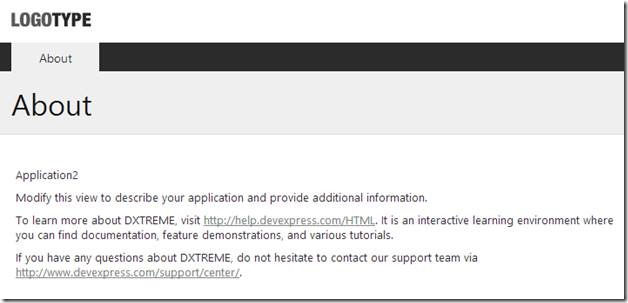 LOGOTYPE
About
About
Application2
Modify this view to describe your application and provide additional information.
To learn more about DXTREME, visit http://help.devexpress.com/HTML. It is an interactive learning environment where
you can find documentation, feature demonstrations, and various tutorials.
If you have any questions about DXTREME, do not hesitate to contact our support team via
http://www.devexpress.com/support/center/.